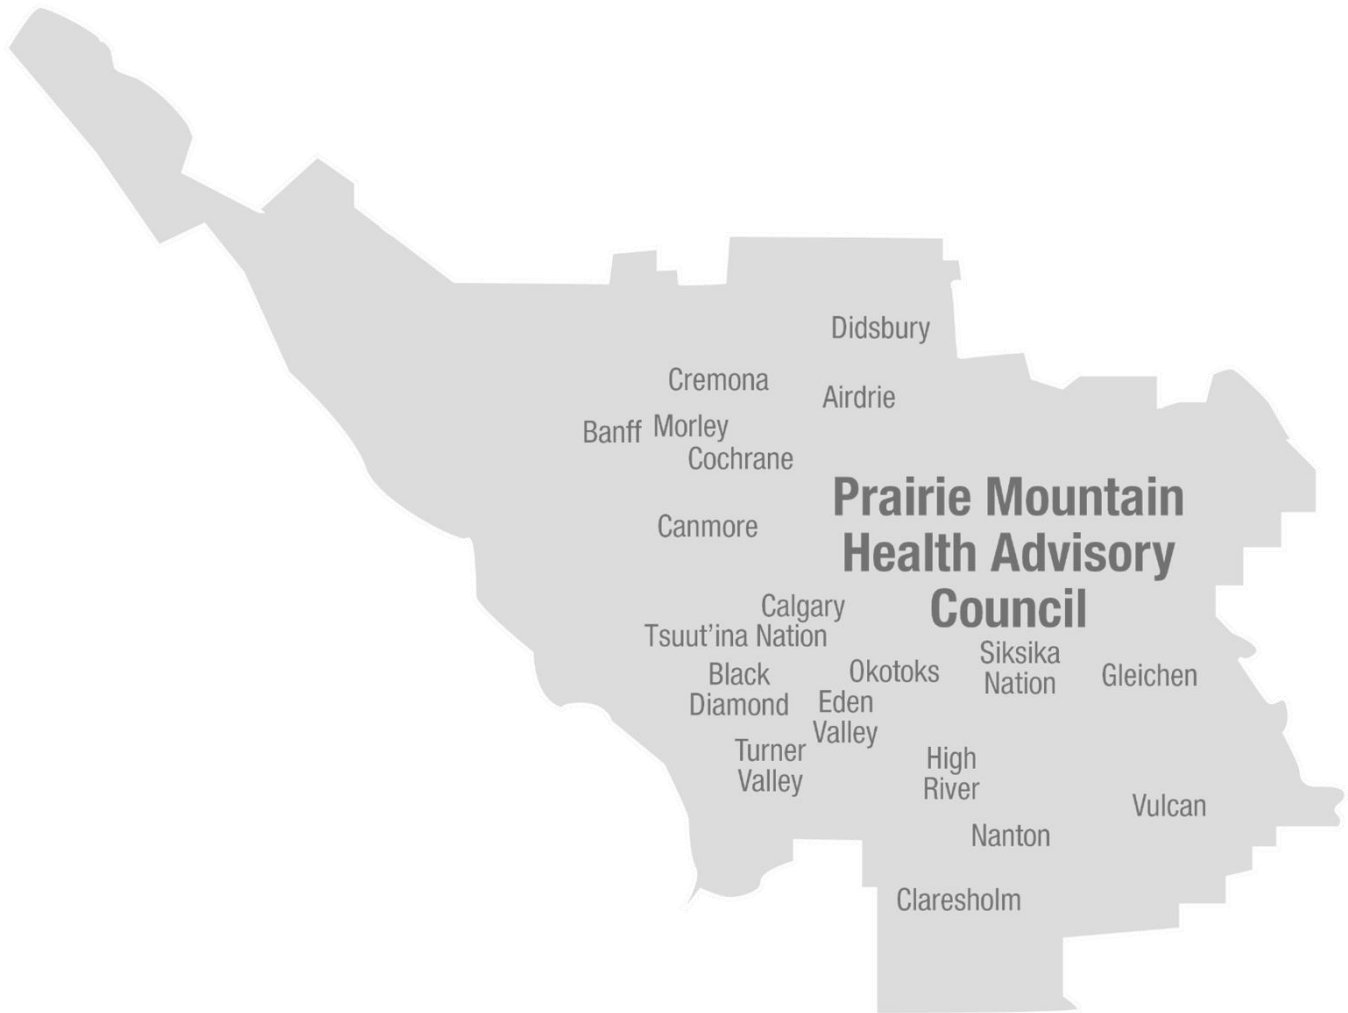 Didsbury
Cremona
Airdrie
Banff
Morley
Cochrane
Prairie Mountain
Health Advisory
Council
Canmore
Calgary
Tsuut'ina Nation
Black
Diamond
Okotoks
Eden
Valley
Siksika
Nation
Gleichen
Turner
Valley
High
River
Vulcan
Nanton
Claresholm